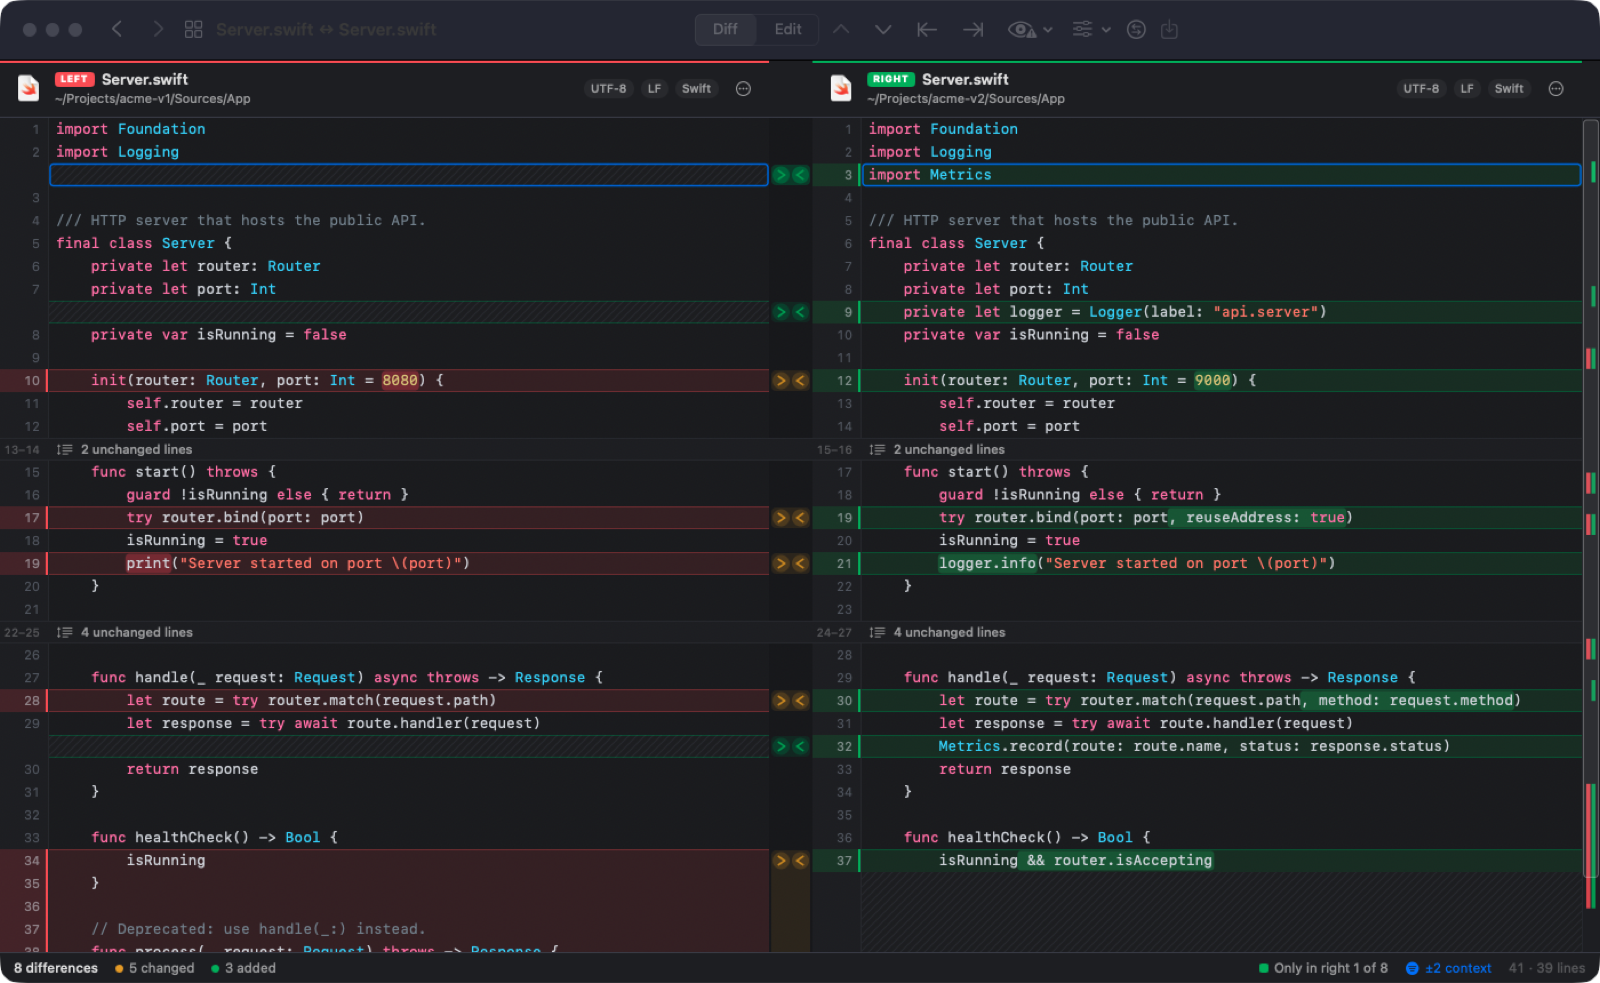 Server.swift ↔ Server.swift
Diff Edit
LEFT Server.swift
~/Projects/acme-v1/Sources/App
UTF-8 LF Swift
1 import Foundation
2 import Logging
3
4 /// HTTP server that hosts the public API.
5 final class Server {
6 private let router: Router
7 private let port: Int
8 private var isRunning = false
9
10 init(router: Router, port: Int = 8080) {
11 self.router = router
12 self.port = port
13–14 2 unchanged lines
15 func start() throws {
16 guard !isRunning else { return }
17 try router.bind(port: port)
18 isRunning = true
19 print("Server started on port \(port)")
20 }
21
22–25 4 unchanged lines
26
27 func handle(_ request: Request) async throws -> Response {
28 let route = try router.match(request.path)
29 let response = try await route.handler(request)
30 return response
31 }
32
33 func healthCheck() -> Bool {
34 isRunning
35 }
36
37 // Deprecated: use handle(_:) instead.
38 func process(_ request: Request) throws -> Response {
RIGHT Server.swift
~/Projects/acme-v2/Sources/App
UTF-8 LF Swift
1 import Foundation
2 import Logging
3 import Metrics
4
5 /// HTTP server that hosts the public API.
6 final class Server {
7 private let router: Router
8 private let port: Int
9 private let logger = Logger(label: "api.server")
10 private var isRunning = false
11
12 init(router: Router, port: Int = 9000) {
13 self.router = router
14 self.port = port
15–16 2 unchanged lines
17 func start() throws {
18 guard !isRunning else { return }
19 try router.bind(port: port, reuseAddress: true)
20 isRunning = true
21 logger.info("Server started on port \(port)")
22 }
23
24–27 4 unchanged lines
28
29 func handle(_ request: Request) async throws -> Response {
30 let route = try router.match(request.path, method: request.method)
31 let response = try await route.handler(request)
32 Metrics.record(route: route.name, status: response.status)
33 return response
34 }
35
36 func healthCheck() -> Bool {
37 isRunning && router.isAccepting
8 differences 5 changed 3 added
Only in right 1 of 8 ±2 context 41 · 39 lines